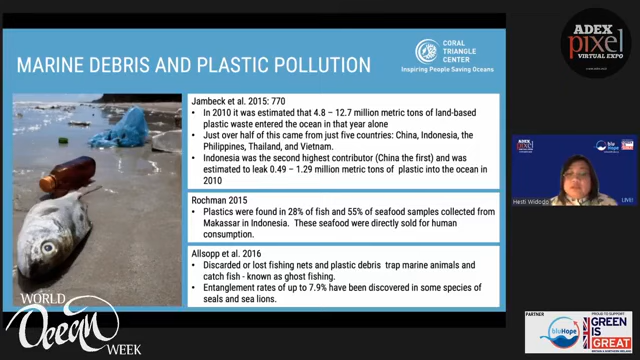 MARINE DEBRIS AND PLASTIC POLLUTION
CORAL
TRIANGLE
CENTER
Inspiring People Saving Oceans
Jambeck et al. 2015: 770
• In 2010 it was estimated that 4.8 – 12.7 million metric tons of land-based
plastic waste entered the ocean in that year alone
• Just over half of this came from just five countries: China, Indonesia, the
Philippines, Thailand, and Vietnam.
• Indonesia was the second highest contributor (China the first) and was
estimated to leak 0.49 – 1.29 million metric tons of plastic into the ocean in
2010
Rochman 2015
• Plastics were found in 28% of fish and 55% of seafood samples collected from
Makassar in Indonesia. These seafood were directly sold for human
consumption.
Allsopp et al. 2016
• Discarded or lost fishing nets and plastic debris trap marine animals and
catch fish - known as ghost fishing.
• Entanglement rates of up to 7.9% have been discovered in some species of
seals and sea lions.
WORLD
Ocean
WEEK
ADEX
pixel
VIRTUAL EXPO
ADEX
pixel
bluHope
Hesti Widodo
LIVE!
PARTNER
bluHope
PROUD TO SUPPORT
GREEN
IS
GREAT